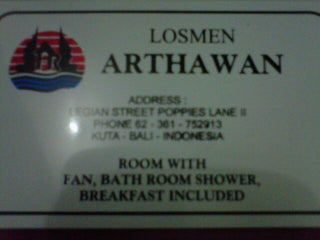 LOSMEN
ARTHAWAN
ADDRESS :
LEGIAN STREET POPPIES LANE II
PHONE 62 - 361 - 752913
KUTA - BALI - INDONESIA
ROOM WITH
FAN, BATH ROOM SHOWER,
BREAKFAST INCLUDED